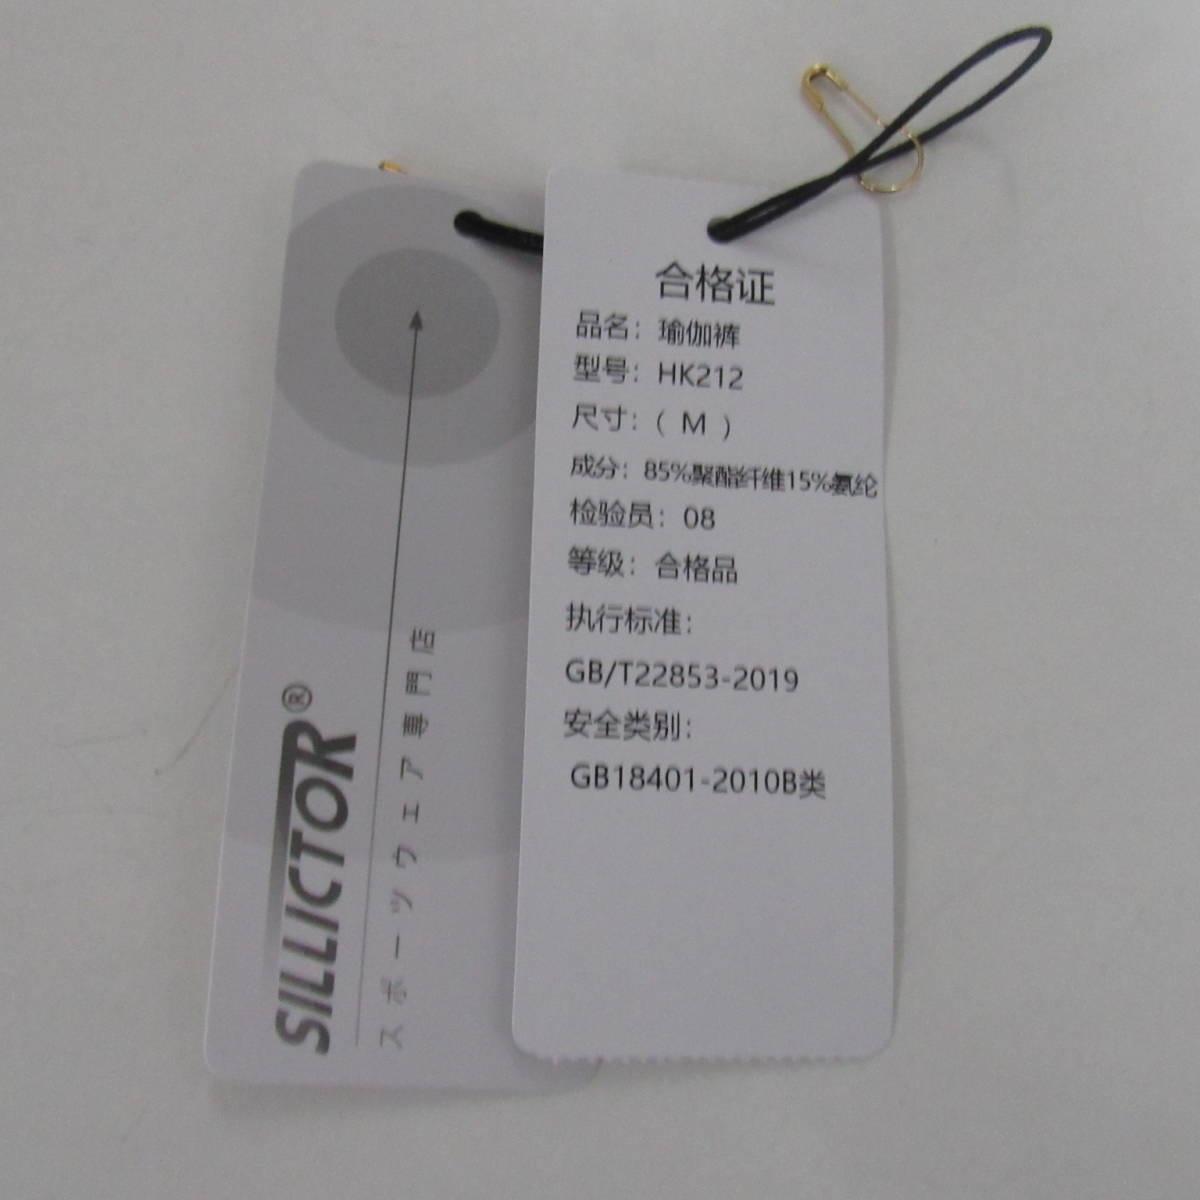 SILLICTOR®
スポーツウェア専門店
合格证
品名：瑜伽裤
型号：HK212
尺寸：( M )
成分：85%聚酯纤维15%氨纶
检验员：08
等级：合格品
执行标准：
GB/T22853-2019
安全类别：
GB18401-2010B类